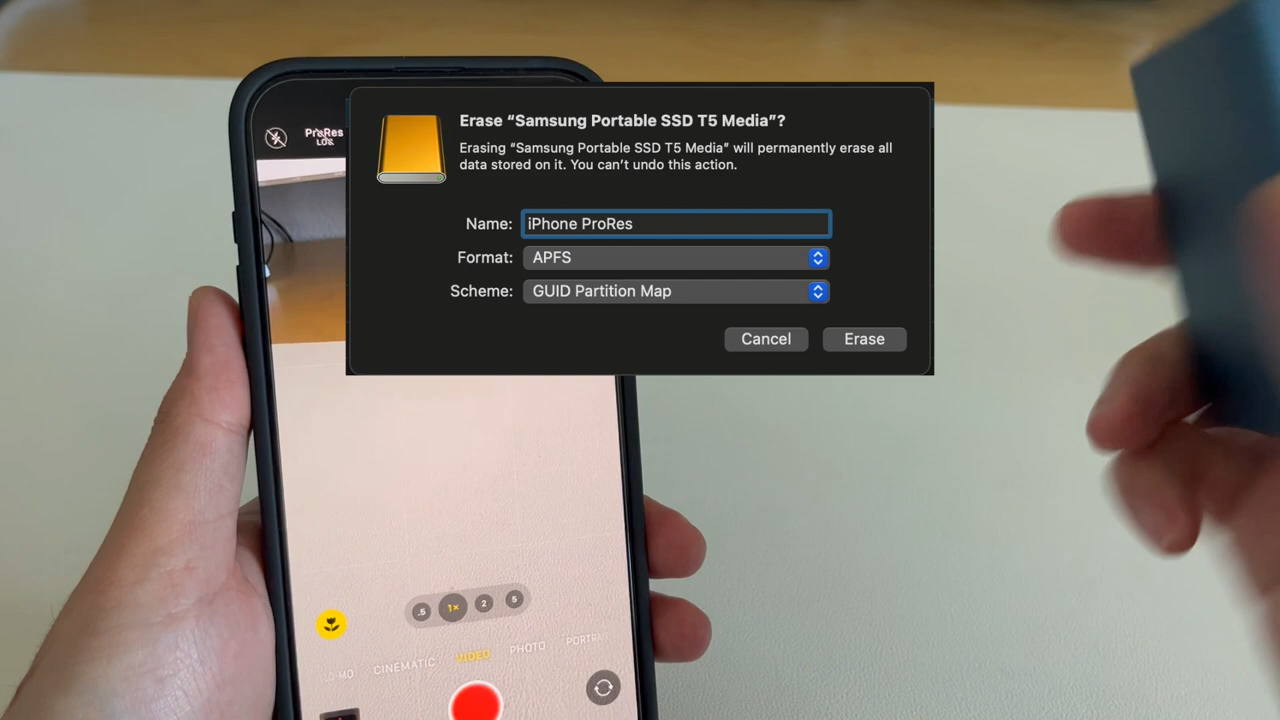 Erase “Samsung Portable SSD T5 Media”?
Erasing “Samsung Portable SSD T5 Media” will permanently erase all
data stored on it. You can’t undo this action.
Name: iPhone ProRes
Format: APFS
Scheme: GUID Partition Map
Cancel Erase
ProRes
LOG
.5 1× 2 5
CINEMATIC VIDEO PHOTO